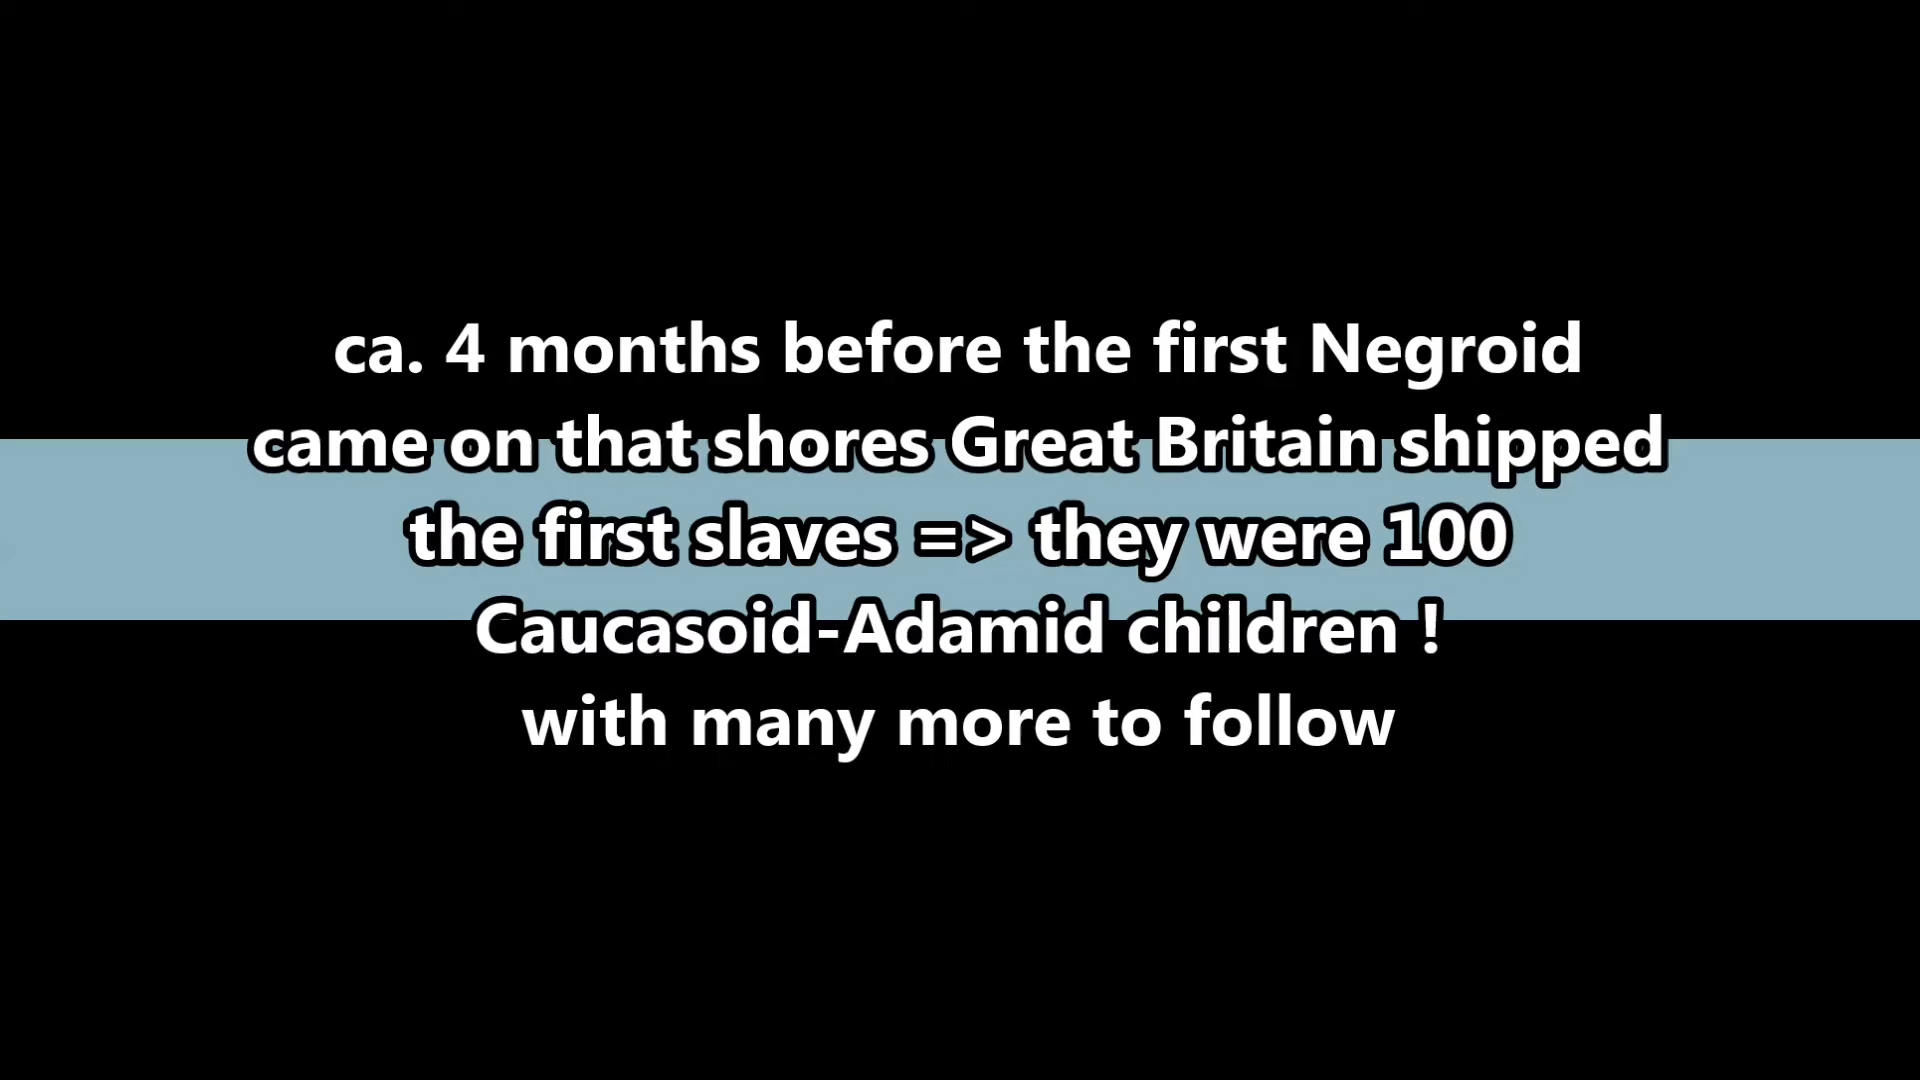 ca. 4 months before the first Negroid
came on that shores Great Britain shipped
the first slaves => they were 100
Caucasoid-Adamid children !
with many more to follow